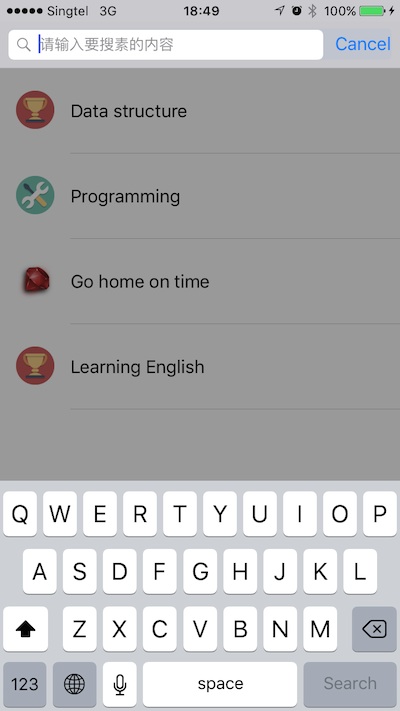 Singtel 3G 18:49 100%
请输入要搜素的内容 Cancel
Data structure
Programming
Go home on time
Learning English
Q W E R T Y U I O P
A S D F G H J K L
Z X C V B N M
123 space Search